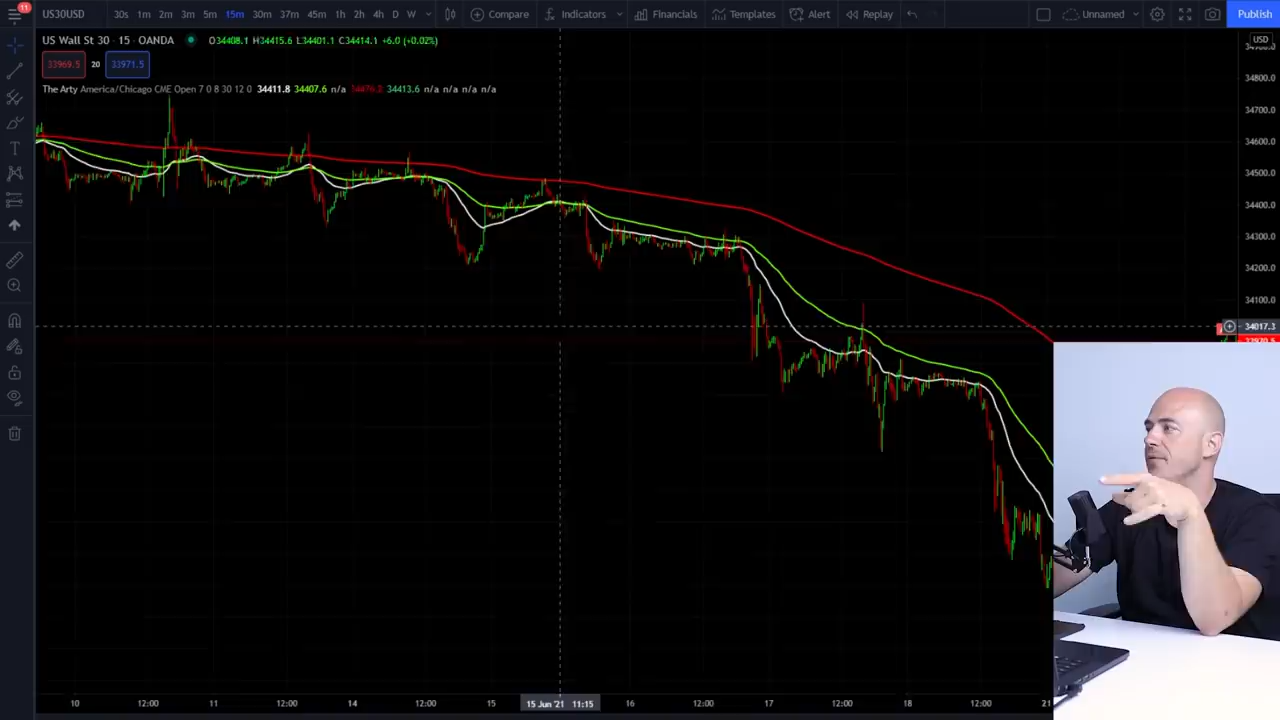 11
US30USD 30s 1m 2m 3m 5m 15m 30m 37m 45m 1h 2h 4h D W Compare Indicators Financials Templates Alert Replay Unnamed Publish
US Wall St 30 · 15 · OANDA O34408.1 H34415.6 L34401.1 C34414.1 +6.0 (+0.02%)
USD
33969.5 20 33971.5
The Arty America/Chicago CME Open 7 0 8 30 12 0 34411.8 34407.6 n/a 34413.6 n/a n/a n/a n/a
34800.0
34700.0
34600.0
34500.0
34400.0
34300.0
34200.0
34100.0
34017.3
10 12:00 11 12:00 14 12:00 15 15 Jun '21 11:15 16 12:00 17 12:00 18 12:00 21